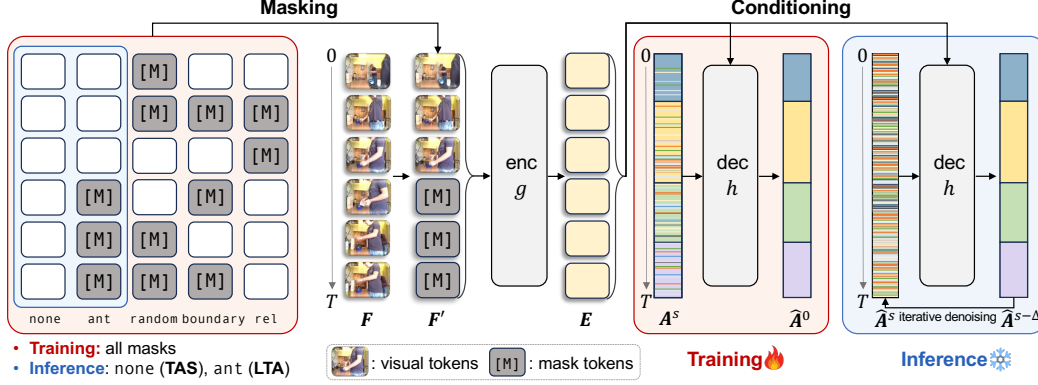 Masking
Conditioning
[M]
[M] [M] [M]
[M]
[M] [M]
[M] [M]
[M] [M] [M]
none ant random boundary rel
0
T
F
[M]
[M]
[M]
F′
enc
g
E
0
T
A^s
dec
h
Â^0
0
T
Â^s
dec
h
iterative denoising
Â^{s−Δ}
• Training: all masks
• Inference: none (TAS), ant (LTA)
: visual tokens [M] : mask tokens
Training
Inference